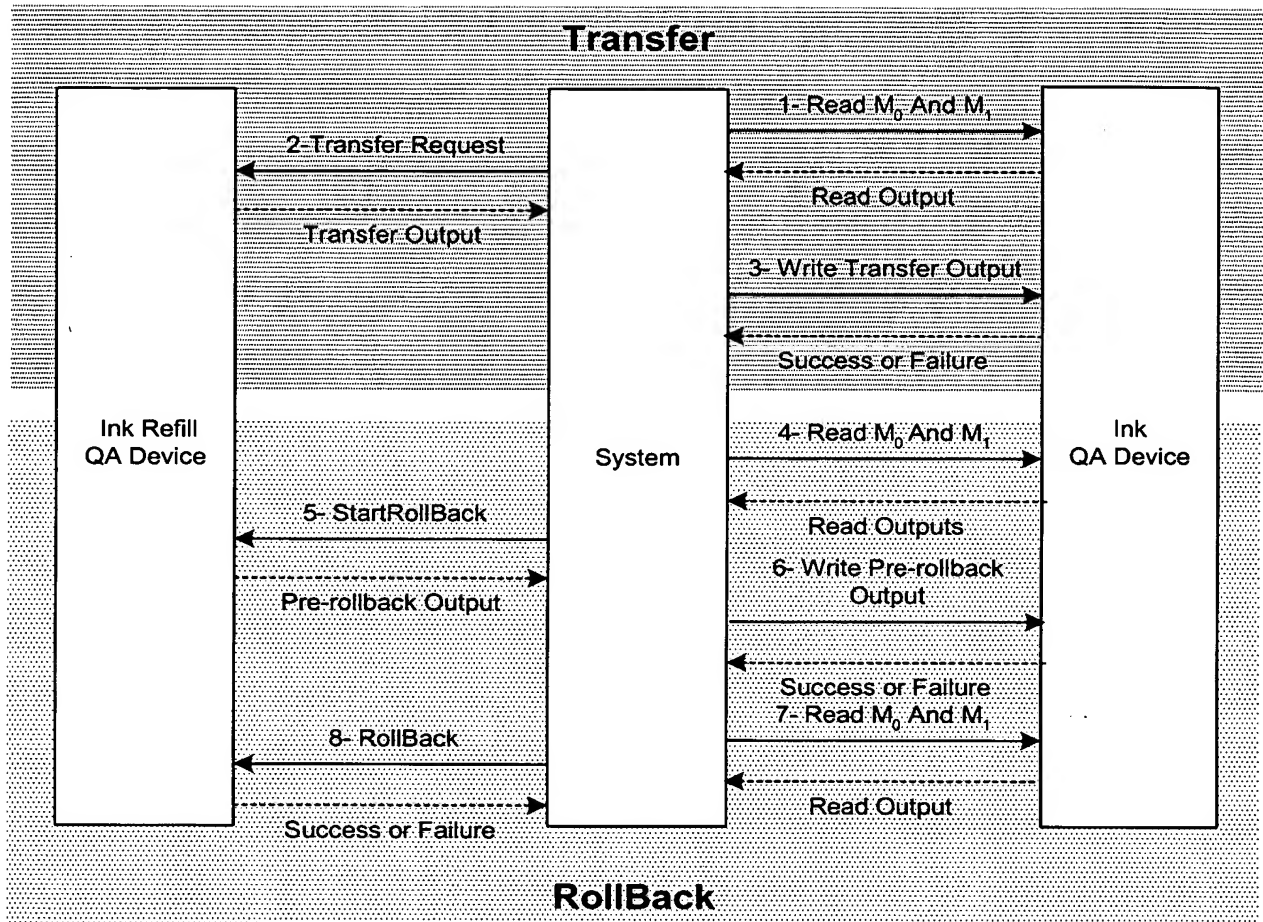 Transfer
1- Read M₀ And M₁
2-Transfer Request
Read Output
Transfer Output
3- Write Transfer Output
Success or Failure
Ink Refill
QA Device
System
Ink
QA Device
4- Read M₀ And M₁
Read Outputs
5- StartRollBack
Pre-rollback Output
6- Write Pre-rollback
Output
Success or Failure
7- Read M₀ And M₁
8- RollBack
Read Output
Success or Failure
RollBack